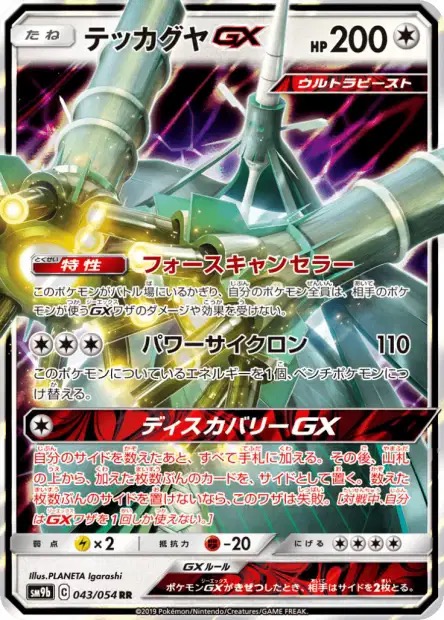 たね テッカグヤGX HP200
ウルトラビースト
特性 フォースキャンセラー
このポケモンがバトル場にいるかぎり、自分のポケモン全員は、相手のポケ
モンが使うGXワザのダメージや効果を受けない。
パワーサイクロン 110
このポケモンについているエネルギーを1個、ベンチポケモンにつ
け替える。
ディスカバリーGX
自分のサイドを数えたあと、すべて手札に加える。その後、山札
の上から、加えた枚数ぶんのカードを、サイドとして置く。数えた
枚数ぶんのサイドを置けないなら、このワザは失敗。[対戦中、自分
はGXワザを1回しか使えない。]
弱点 ×2 抵抗力 -20 にげる
Illus.PLANETA Igarashi
GXルール
sm9b C 043/054 RR
ポケモンGXがきぜつしたとき、相手はサイドを2枚とる。
©2019 Pokémon/Nintendo/Creatures/GAME FREAK.